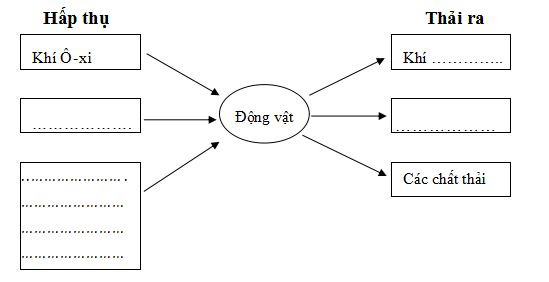 Hấp thụ
Thải ra
Khí Ô-xi
Khí …………..
Động vật
……………….
……………….
………………… .
……………………
……………………
……………………
Các chất thải